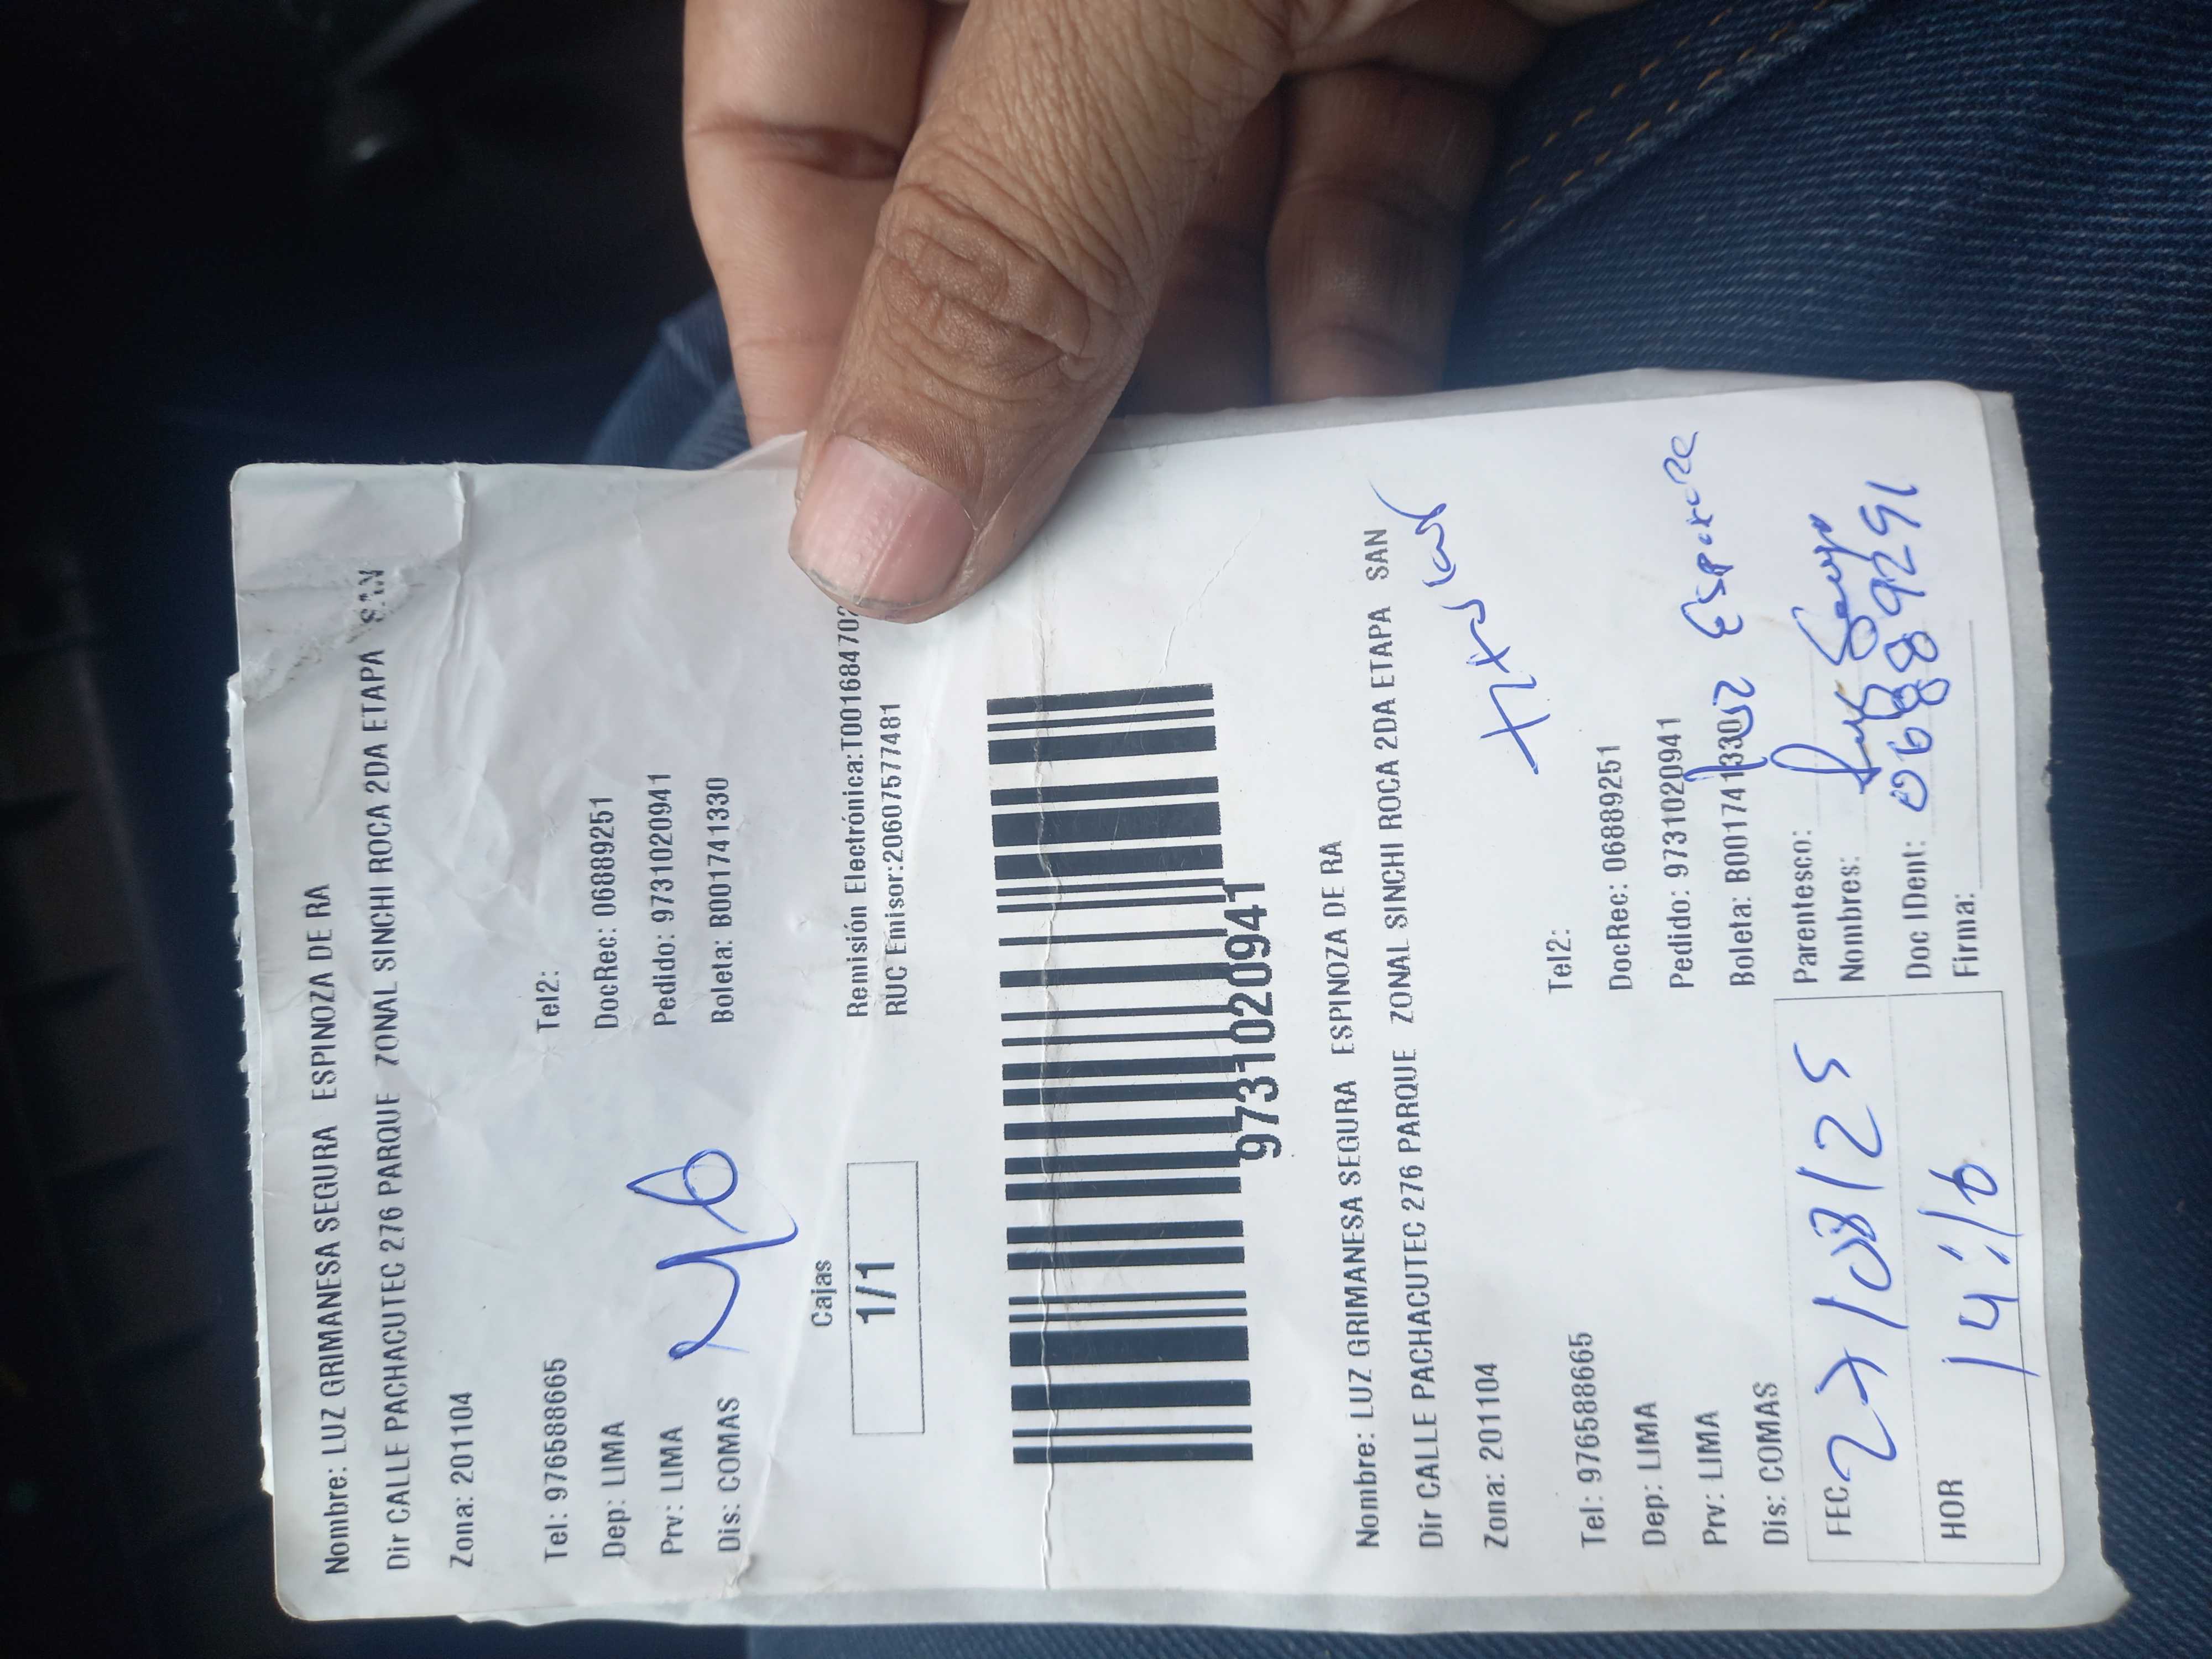 Nombre: LUZ GRIMANESA SEGURA ESPINOZA DE RA
Dir CALLE PACHACUTEC 276 PARQUE ZONAL SINCHI ROCA 2DA ETAPA SAN
Zona: 201104
Tel: 976588665 Tel2:
Dep: LIMA DocRec: 06889251
Prv: LIMA Pedido: 9731020941
Dis: COMAS Boleta: B001741330
Cajas
1/1
Remisión Electrónica:T001684702
RUC Emisor:20607577481
9731020941
Nombre: LUZ GRIMANESA SEGURA ESPINOZA DE RA
Dir CALLE PACHACUTEC 276 PARQUE ZONAL SINCHI ROCA 2DA ETAPA SAN
Zona: 201104
Tel: 976588665 Tel2:
Dep: LIMA DocRec: 06889251
Prv: LIMA Pedido: 9731020941
Dis: COMAS Boleta: B001741330
FEC 27/08/25 Parentesco:
Nombres:
HOR 14:16 Doc IDent: 06889291
Firma: